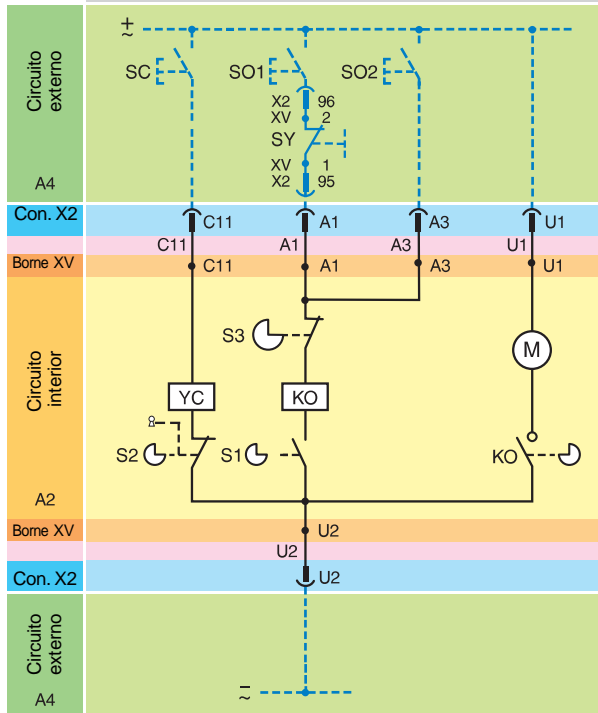 +
~
Circuito
externo
A4
SC
SO1
SO2
X2 96
XV 2
SY
XV 1
X2 95
Con. X2
C11 A1 A3 U1
C11 A1 A3 U1
Borne XV
C11 A1 A3 U1
Circuito
interior
A2
S3
M
YC
KO
S2
S1
KO
Borne XV
U2
U2
Con. X2
U2
Circuito
externo
A4
–
~